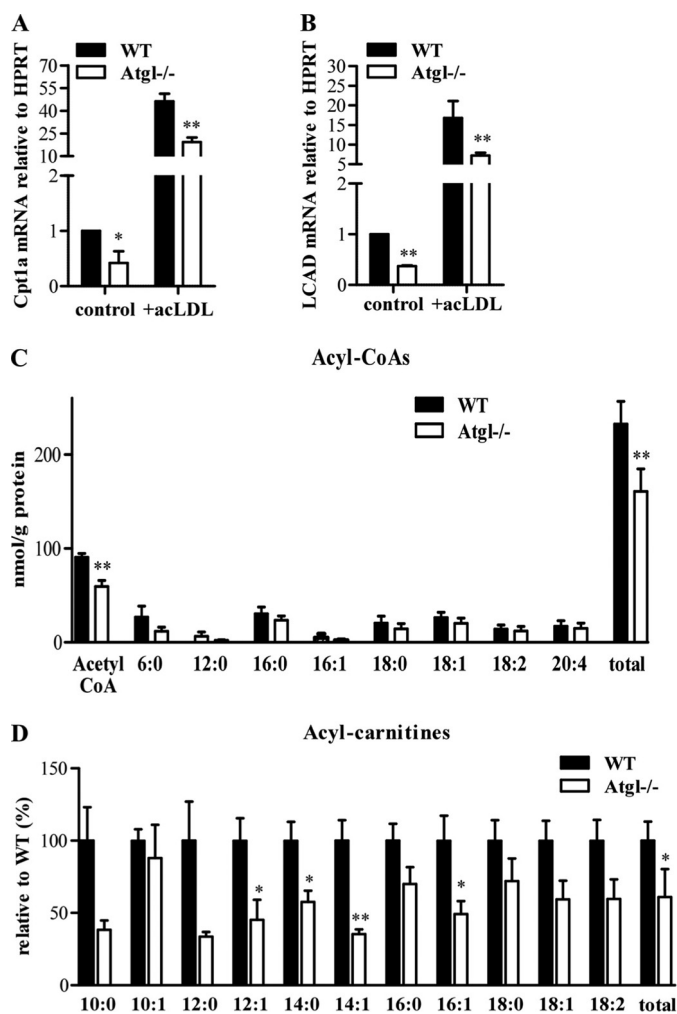 A
WT
Atgl-/-
Cpt1a mRNA relative to HPRT
70
50
25
10
2
1
0
*
**
control +acLDL
B
WT
Atgl-/-
LCAD mRNA relative to HPRT
30
25
20
15
10
5
2
1
0
**
**
control +acLDL
C
Acyl-CoAs
WT
Atgl-/-
nmol/g protein
200
100
0
**
**
Acetyl CoA 6:0 12:0 16:0 16:1 18:0 18:1 18:2 20:4 total
D
Acyl-carnitines
WT
Atgl-/-
relative to WT (%)
150
100
50
0
*
*
**
*
*
10:0 10:1 12:0 12:1 14:0 14:1 16:0 16:1 18:0 18:1 18:2 total